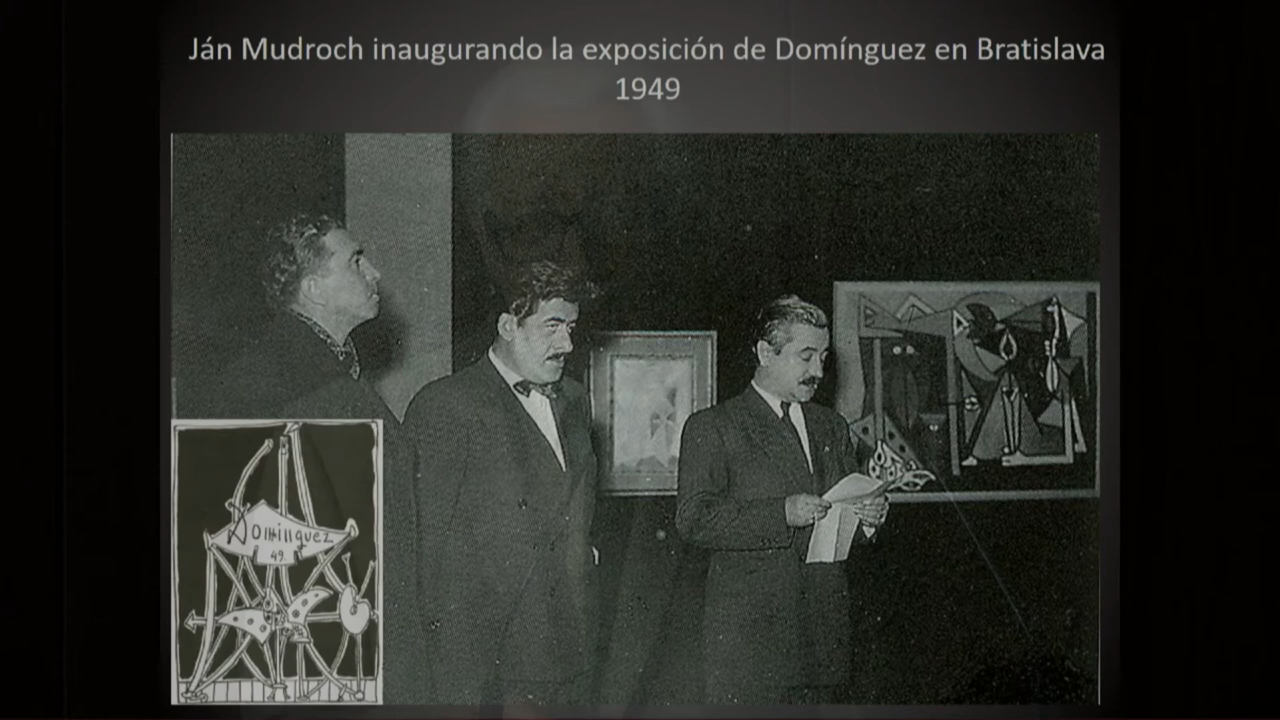 Ján Mudroch inaugurando la exposición de Domínguez en Bratislava
1949
Dominguez
49.